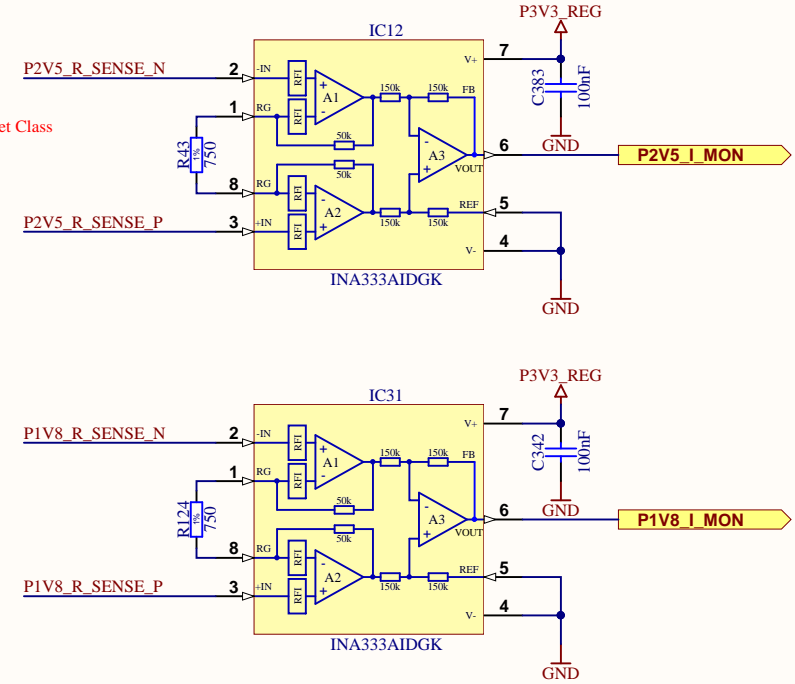 P3V3_REG
IC12
P2V5_R_SENSE_N 2 -IN RFI A1 + - 150k 150k FB V+ 7
C383 100nF
1 RG RFI
et Class
50k
GND
R43 1% 750
50k
A3 - + VOUT 6 P2V5_I_MON
8 RG RFI
P2V5_R_SENSE_P 3 +IN RFI A2 - + 150k 150k REF 5
V- 4
INA333AIDGK
GND
P3V3_REG
IC31
P1V8_R_SENSE_N 2 -IN RFI A1 + - 150k 150k FB V+ 7
C342 100nF
1 RG RFI
50k
GND
R124 1% 750
50k
A3 - + VOUT 6 P1V8_I_MON
8 RG RFI
P1V8_R_SENSE_P 3 +IN RFI A2 - + 150k 150k REF 5
V- 4
INA333AIDGK
GND